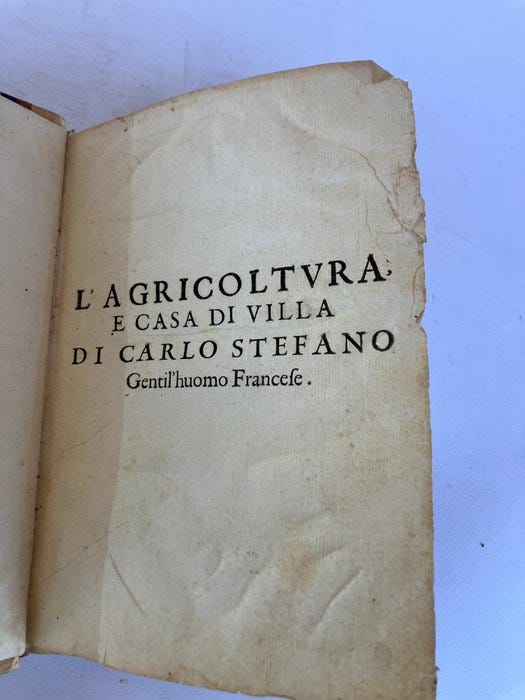 L'AGRICOLTVRA,
E CASA DI VILLA
DI CARLO STEFANO
Gentil'huomo Franceſe.